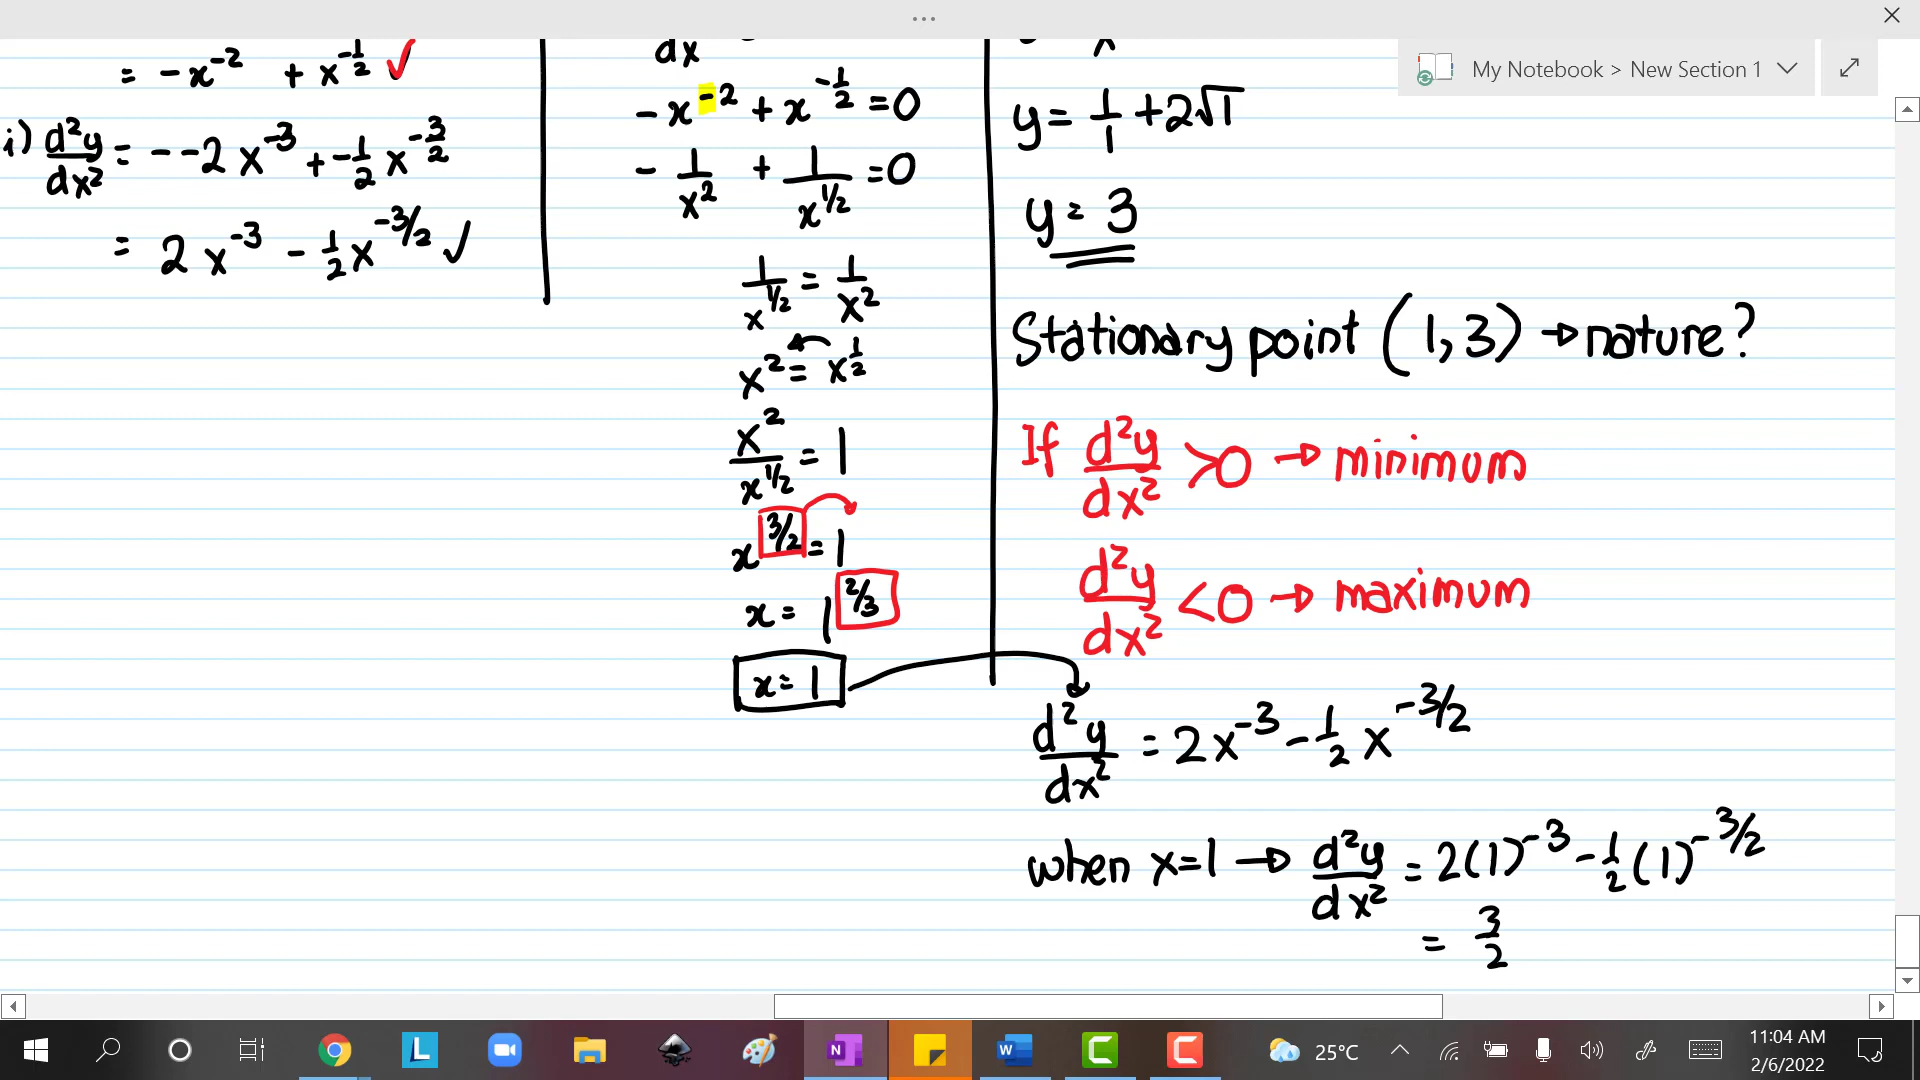 My Notebook > New Section 1
= -x⁻² + x^(-1/2) ✓
i) d²y/dx² = --2x⁻³ + -1/2 x^(-3/2)
= 2x⁻³ - 1/2 x^(-3/2) ✓
dx
-x⁻² + x^(-1/2) = 0
- 1/x² + 1/x^(1/2) = 0
1/x^(1/2) = 1/x²
x² = x^(1/2)
x²/x^(1/2) = 1
x^(3/2) = 1
x = 1^(2/3)
x = 1
y = 1/1 + 2√1
y = 3
Stationary point (1, 3) → nature?
If d²y/dx² > 0 → minimum
d²y/dx² < 0 → maximum
d²y/dx² = 2x⁻³ - 1/2 x^(-3/2)
when x=1 → d²y/dx² = 2(1)⁻³ - 1/2 (1)^(-3/2)
= 3/2
25°C
11:04 AM
2/6/2022